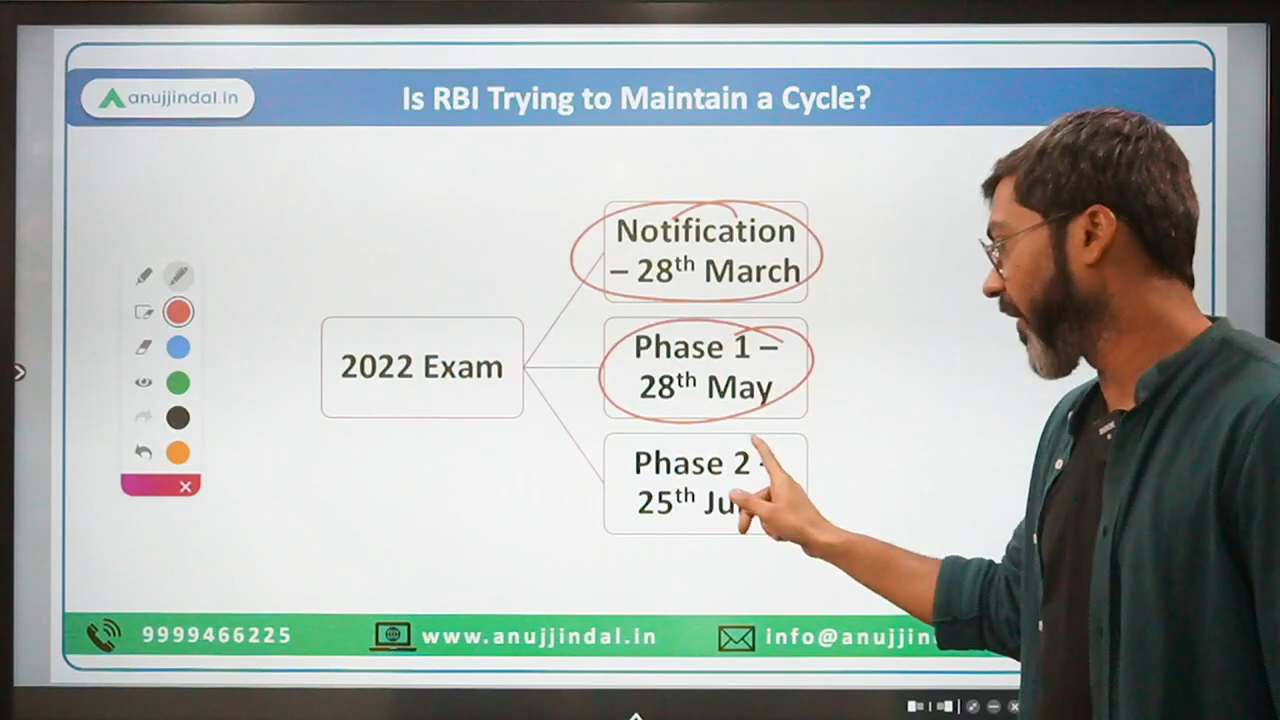 anujjindal.in
Is RBI Trying to Maintain a Cycle?
Notification
– 28th March
2022 Exam
Phase 1 –
28th May
Phase 2
25th
9999466225
www.anujjindal.in